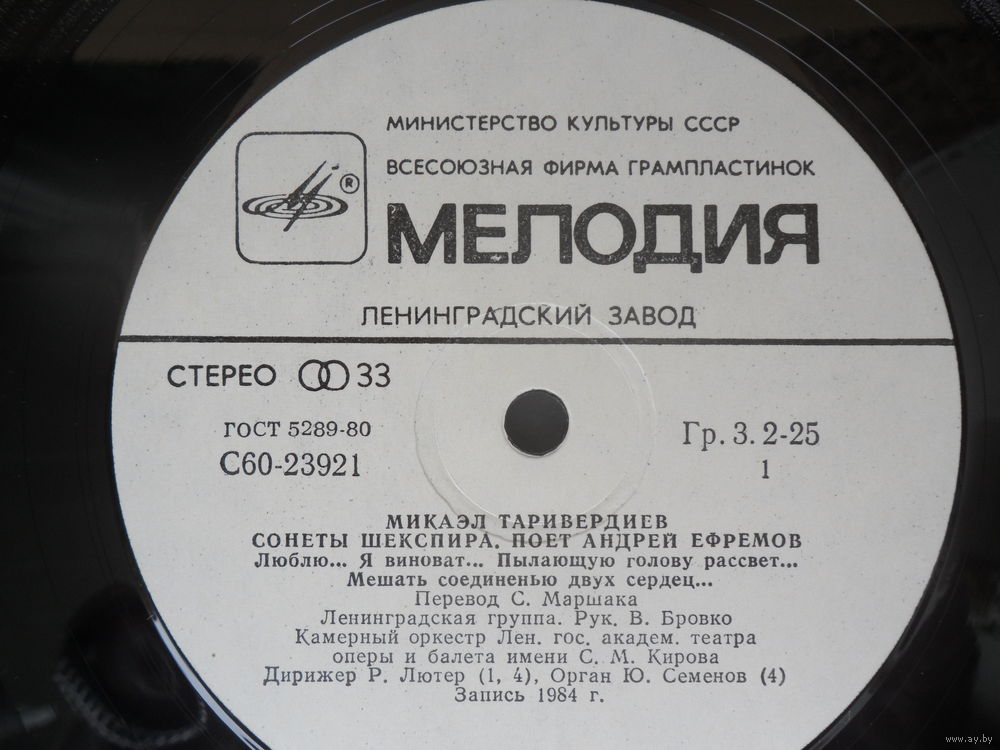 МИНИСТЕРСТВО КУЛЬТУРЫ СССР
ВСЕСОЮЗНАЯ ФИРМА ГРАМПЛАСТИНОК
®
МЕЛОДИЯ
ЛЕНИНГРАДСКИЙ ЗАВОД
СТЕРЕО 33
ГОСТ 5289-80
С60-23921
Гр. 3. 2-25
1
МИКАЭЛ ТАРИВЕРДИЕВ
СОНЕТЫ ШЕКСПИРА. ПОЕТ АНДРЕЙ ЕФРЕМОВ
Люблю... Я виноват... Пылающую голову рассвет...
Мешать соединенью двух сердец...
Перевод С. Маршака
Ленинградская группа. Рук. В. Бровко
Камерный оркестр Лен. гос. академ. театра
оперы и балета имени С. М. Кирова
Дирижер Р. Лютер (1, 4), Орган Ю. Семенов (4)
Запись 1984 г.
www.ay.by